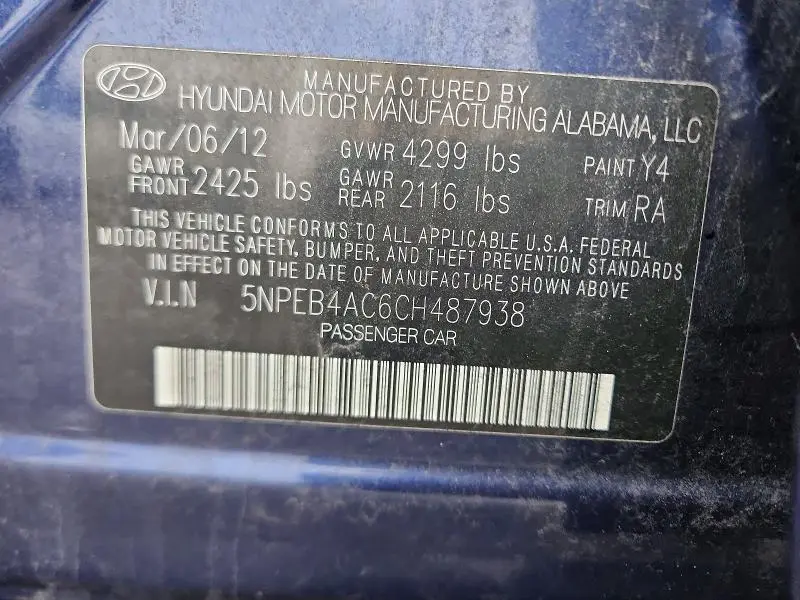 MANUFACTURED BY
HYUNDAI MOTOR MANUFACTURING ALABAMA, LLC
Mar/06/12 GVWR 4299 lbs PAINT Y4
GAWR FRONT 2425 lbs GAWR REAR 2116 lbs TRIM RA
THIS VEHICLE CONFORMS TO ALL APPLICABLE U.S.A. FEDERAL
MOTOR VEHICLE SAFETY, BUMPER, AND THEFT PREVENTION STANDARDS
IN EFFECT ON THE DATE OF MANUFACTURE SHOWN ABOVE
V.I.N 5NPEB4AC6CH487938
PASSENGER CAR